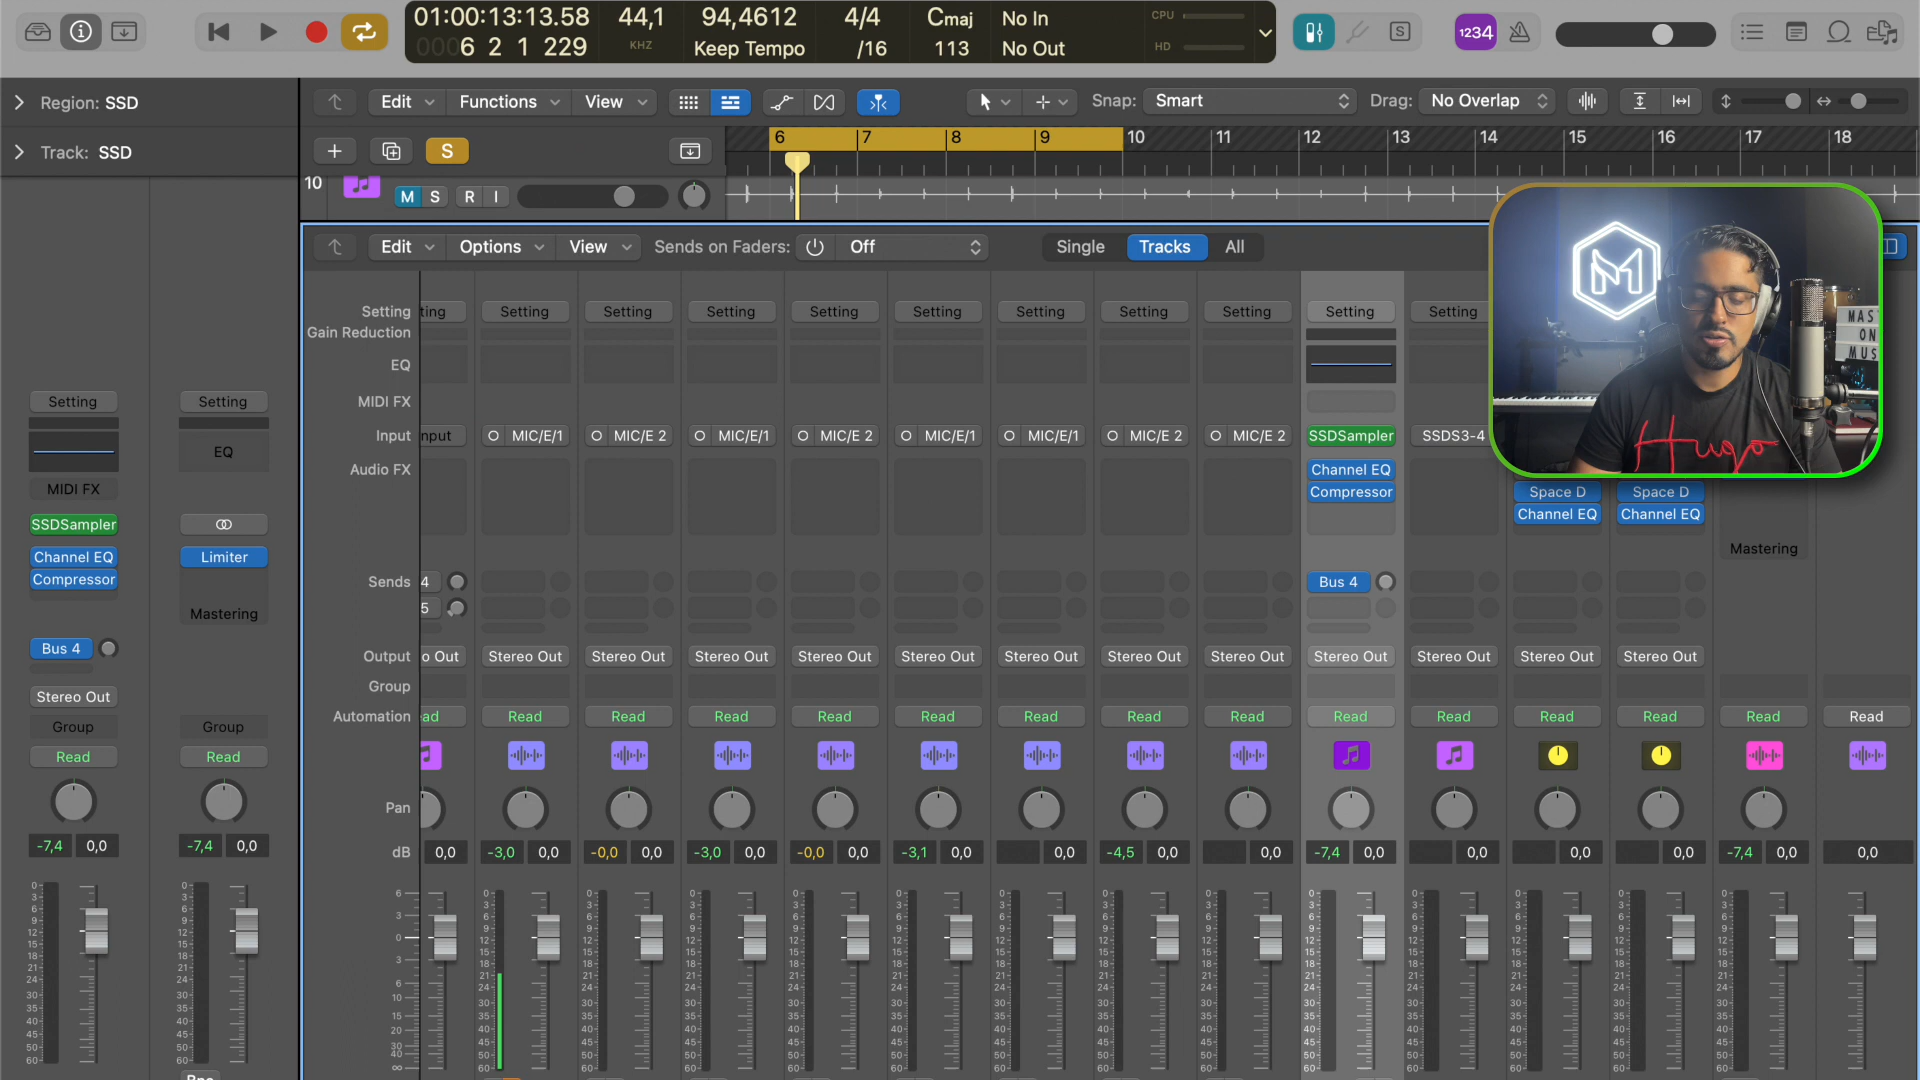 01:00:13:13.58 44,1 94,4612 4/4 Cmaj No In CPU 1234
0006 2 1 229 KHZ Keep Tempo /16 113 No Out HD
Region: SSD
Edit Functions View Snap: Smart Drag: No Overlap
Track: SSD
S
6 7 8 9 10 11 12 13 14 15 16 17 18
10 M S R I
Edit Options View Sends on Faders: Off Single Tracks All
Setting Setting Setting Setting Setting Setting Setting Setting Setting Setting Setting
Gain Reduction
EQ
MIDI FX
Setting Setting
Input MIC/E/1 MIC/E 2 MIC/E/1 MIC/E 2 MIC/E/1 MIC/E/1 MIC/E 2 MIC/E 2 SSDSampler SSDS3-4
EQ
Audio FX Channel EQ
MIDI FX Compressor Space D Space D
Channel EQ Channel EQ
SSDSampler
Channel EQ Limiter
Compressor
Mastering
Mastering
Sends 4 Bus 4
5
Bus 4
Output o Out Stereo Out Stereo Out Stereo Out Stereo Out Stereo Out Stereo Out Stereo Out Stereo Out Stereo Out Stereo Out Stereo Out Stereo Out
Group
Stereo Out
Automation ead Read Read Read Read Read Read Read Read Read Read Read Read Read Read
Group Group
Read Read
Pan
dB 0,0 -3,0 0,0 -0,0 0,0 -3,0 0,0 -0,0 0,0 -3,1 0,0 0,0 -4,5 0,0 0,0 -7,4 0,0 0,0 0,0 0,0 -7,4 0,0 0,0
-7,4 0,0 -7,4 0,0
MAS
ON
MUS
Hugo